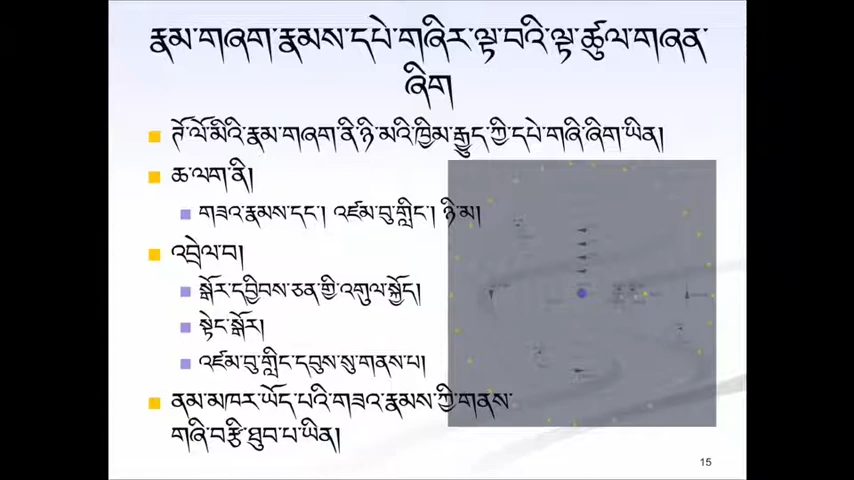 རྣམ་གཞག་རྣམས་དཔེ་གཞིར་ལྟ་བའི་ལྟ་ཚུལ་གཞན་
ཞིག
ཊོ་ལོ་མིའི་རྣམ་གཞག་ནི་ཉི་མའི་ཁྱིམ་རྒྱུད་ཀྱི་དཔེ་གཞི་ཞིག་ཡིན།
ཆ་ལག་ནི།
གཟའ་རྣམས་དང་། འཛམ་བུ་གླིང་། ཉི་མ།
འབྲེལ་བ།
སྒོར་དབྱིབས་ཅན་གྱི་འགུལ་སྐྱོད།
སྟེང་སྒོར།
འཛམ་བུ་གླིང་དབུས་སུ་གནས་པ།
ནམ་མཁར་ཡོད་པའི་གཟའ་རྣམས་ཀྱི་གནས་
གཞི་བརྩི་ཐུབ་པ་ཡིན།
15